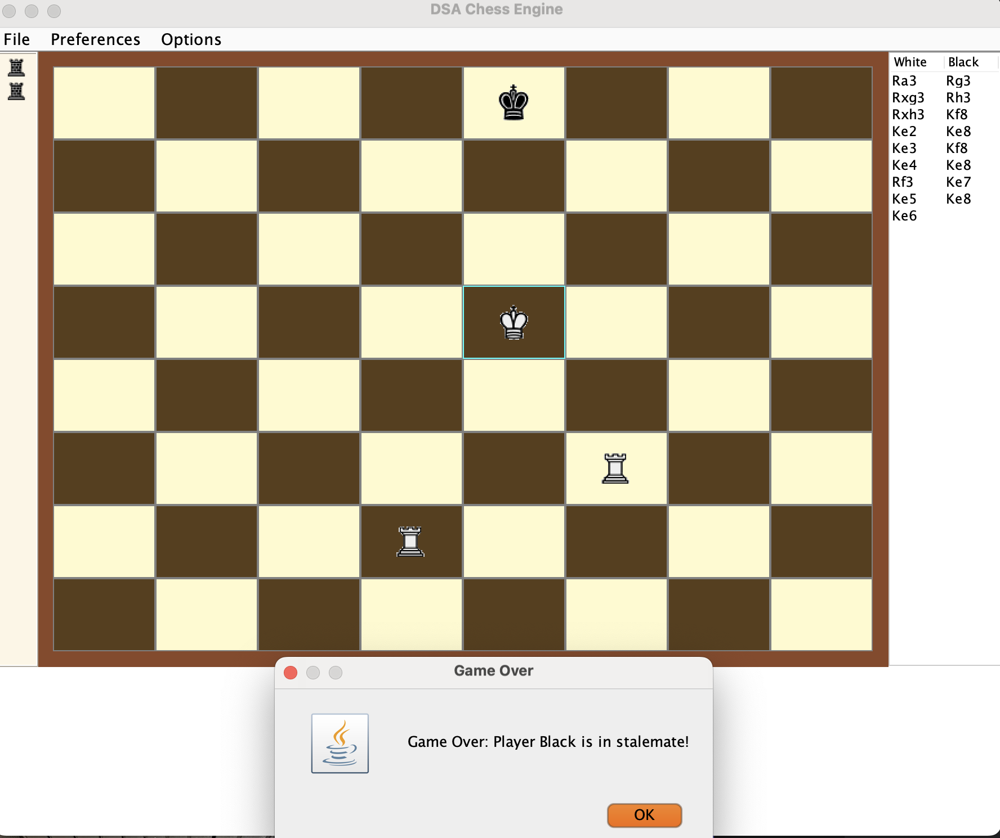 DSA Chess Engine
File Preferences Options
White Black
Ra3 Rg3
Rxg3 Rh3
Rxh3 Kf8
Ke2 Ke8
Ke3 Kf8
Ke4 Ke8
Rf3 Ke7
Ke5 Ke8
Ke6
Game Over
Game Over: Player Black is in stalemate!
OK